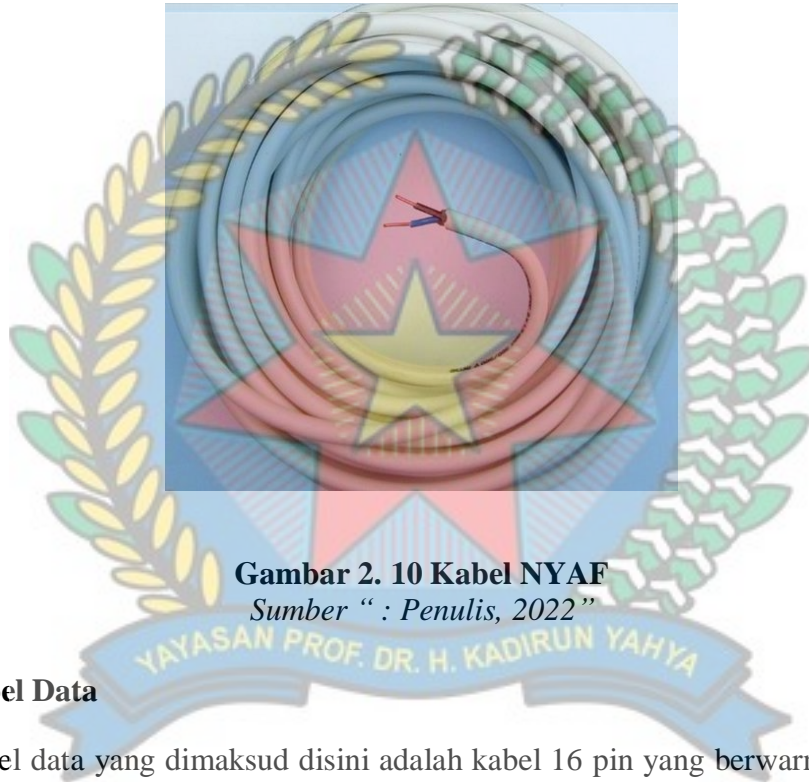 Gambar 2. 10 Kabel NYAF
Sumber “ : Penulis, 2022”
YAYASAN PROF. DR. H. KADIRUN YAHYA
el Data
el data yang dimaksud disini adalah kabel 16 pin yang berwarn